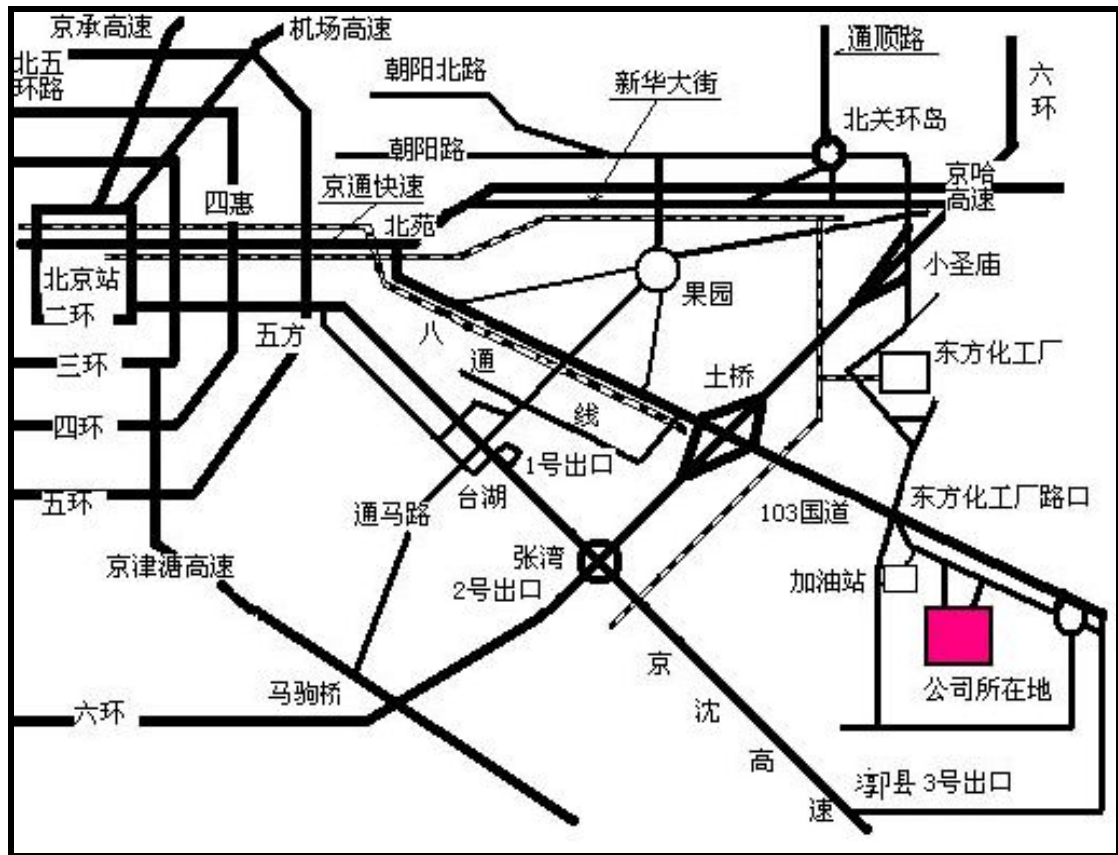 京承高速
机场高速
通顺路
北五
环路
朝阳北路
新华大街
六
环
北关环岛
朝阳路
京哈
高速
四惠
京通快速
北苑
小圣庙
北京站
二环
果园
五方
八
通
线
土桥
东方化工厂
三环
四环
1号出口
台湖
五环
通马路
103国道
东方化工厂路口
京津溏高速
张湾
2号出口
加油站
公司所在地
马驹桥
六环
京
沈
高
速
漷县 3号出口